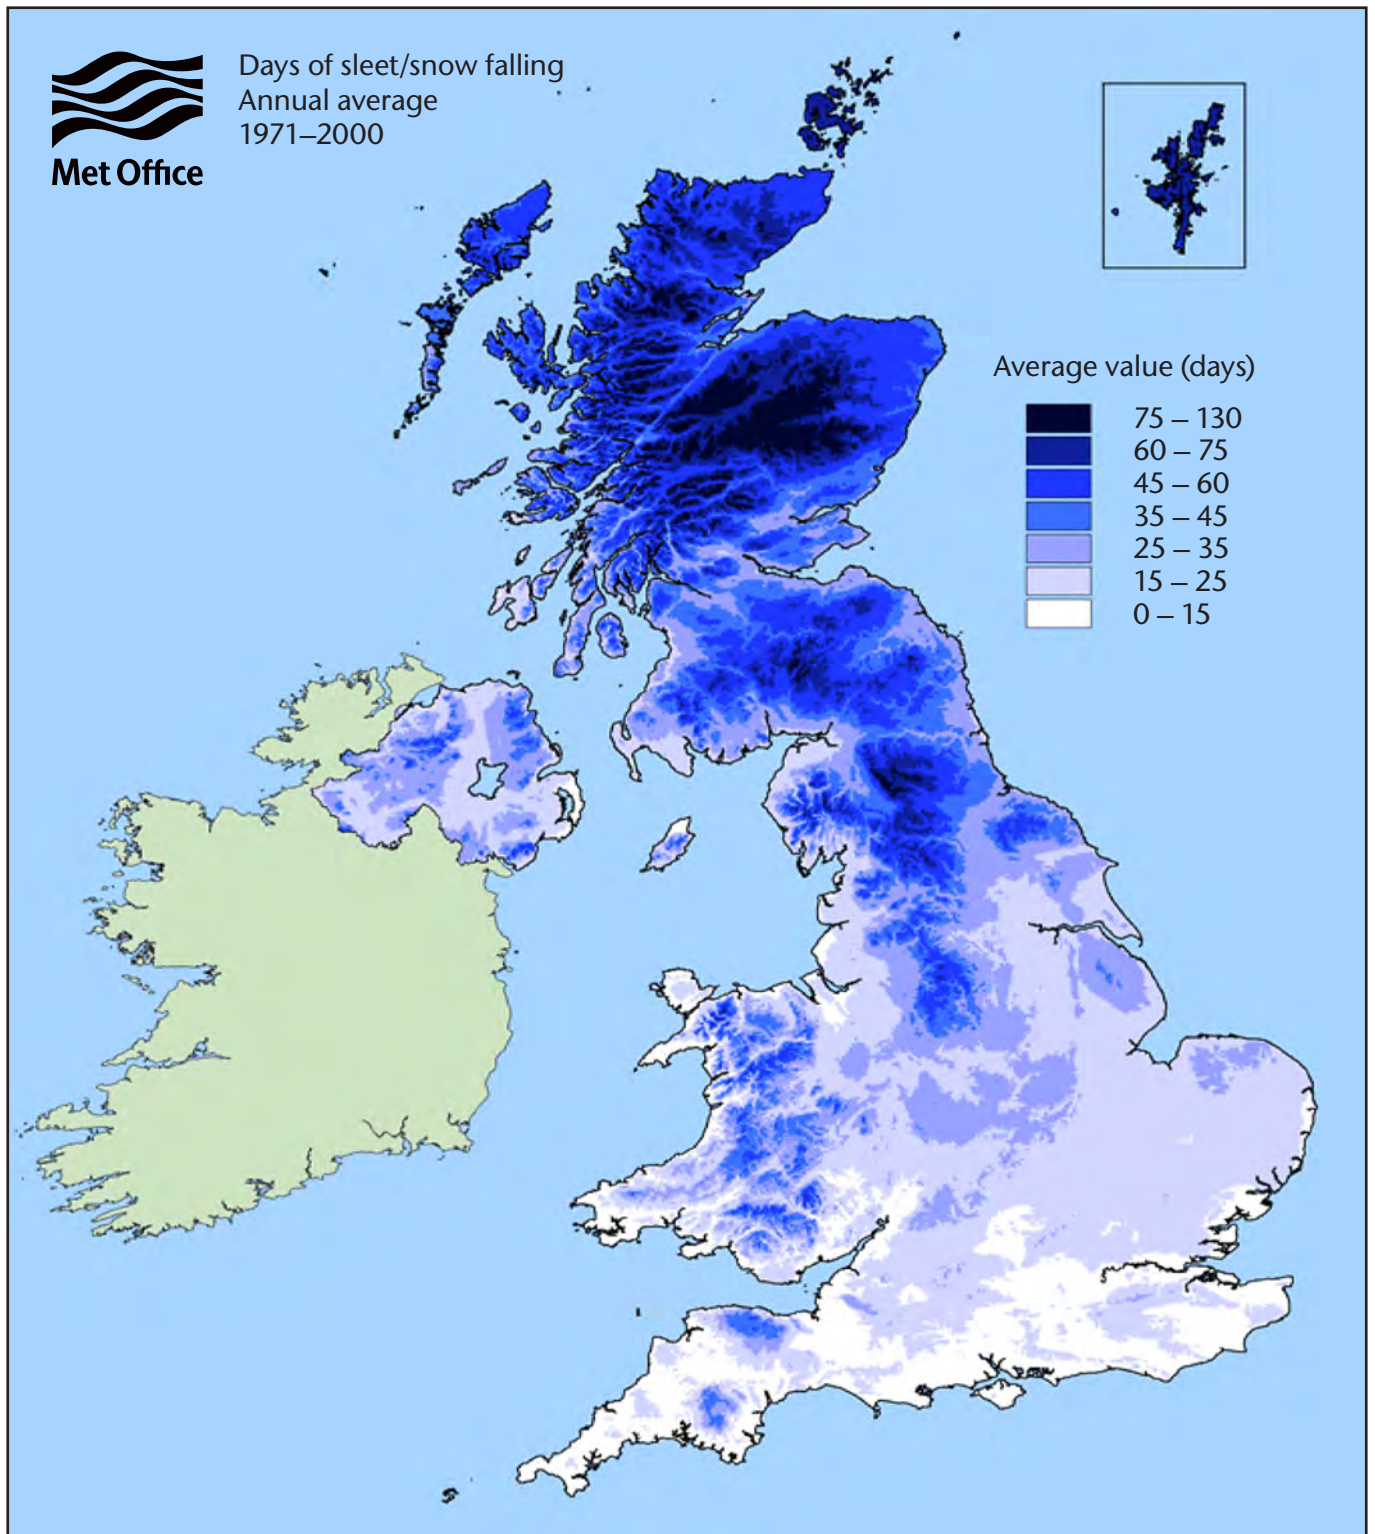 Days of sleet/snow falling
Annual average
1971–2000
Met Office
Average value (days)
75 – 130
60 – 75
45 – 60
35 – 45
25 – 35
15 – 25
0 – 15